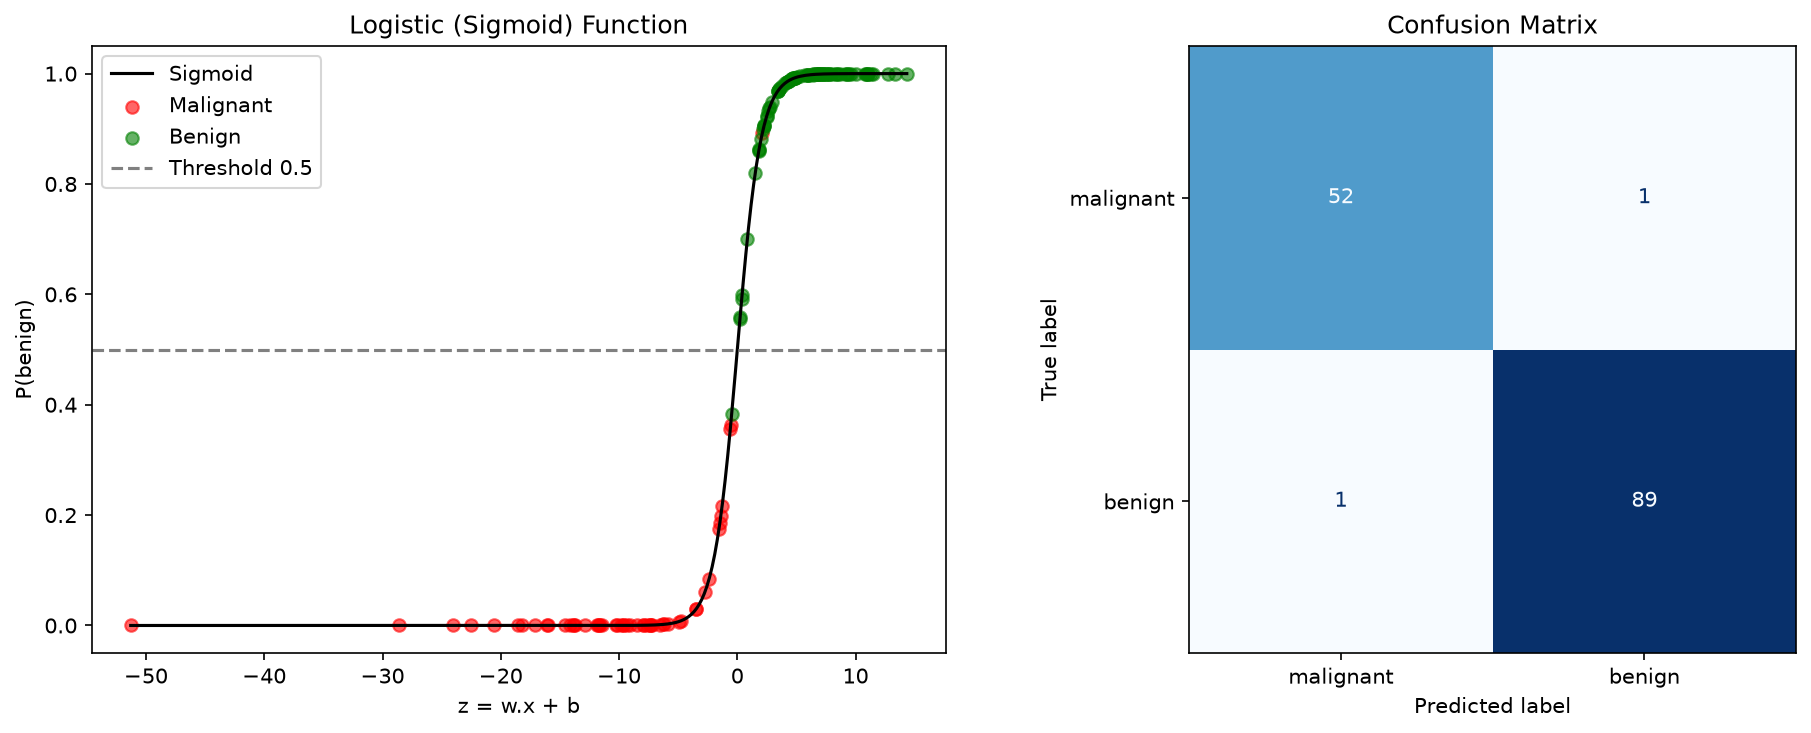 Logistic (Sigmoid) Function
Sigmoid
Malignant
Benign
Threshold 0.5
1.0
0.8
0.6
0.4
0.2
0.0
P(benign)
−50
−40
−30
−20
−10
0
10
z = w.x + b
Confusion Matrix
True label
malignant
benign
52
1
1
89
malignant
benign
Predicted label